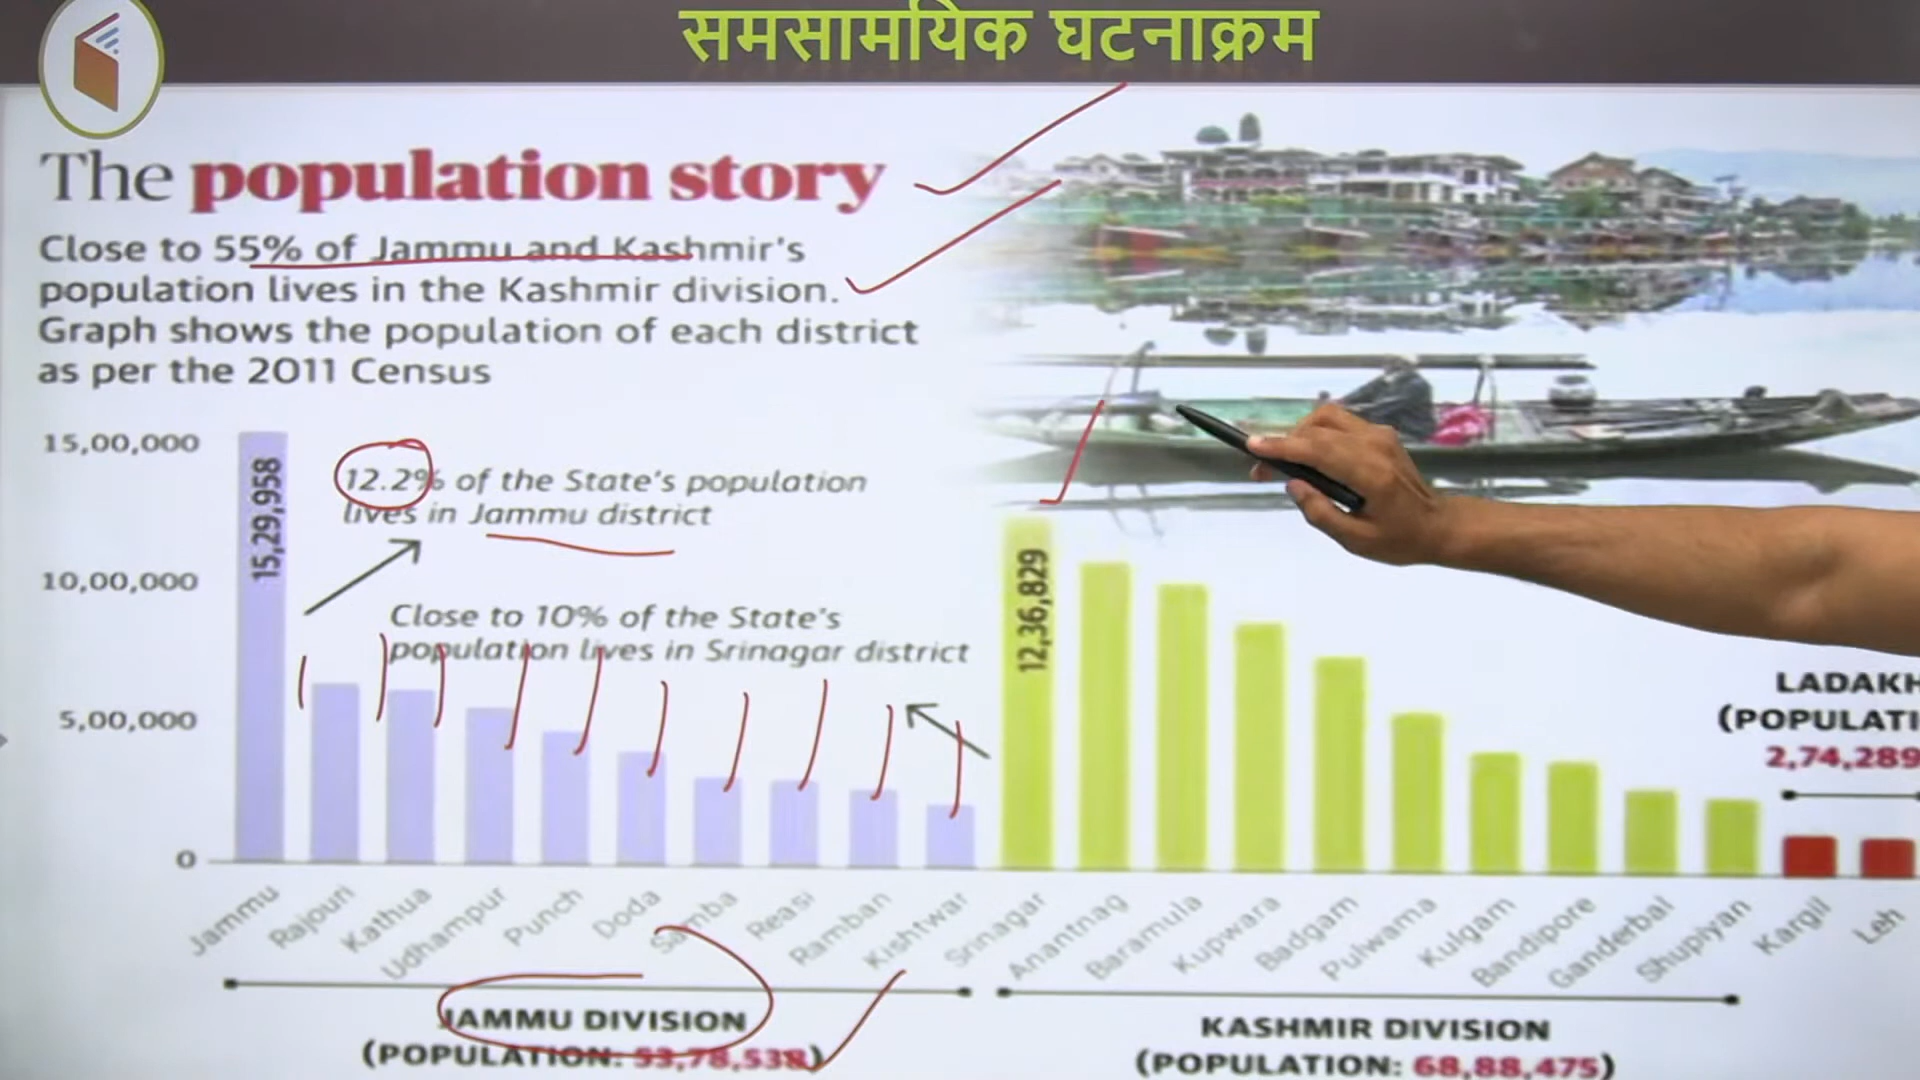 समसामयिक घटनाक्रम
The population story
Close to 55% of Jammu and Kashmir's
population lives in the Kashmir division.
Graph shows the population of each district
as per the 2011 Census
15,00,000
10,00,000
5,00,000
0
15,29,958
12.2% of the State's population
lives in Jammu district
Close to 10% of the State's
population lives in Srinagar district
12,36,829
LADAKH
(POPULATI
2,74,289
Jammu
Rajouri
Kathua
Udhampur
Punch
Doda
Samba
Reasi
Ramban
Kishtwar
Srinagar
Anantnag
Baramula
Kupwara
Badgam
Pulwama
Kulgam
Bandipore
Ganderbal
Shupiyan
Kargil
Leh
JAMMU DIVISION
(POPULATION: 53,78,538)
KASHMIR DIVISION
(POPULATION: 68,88,475)